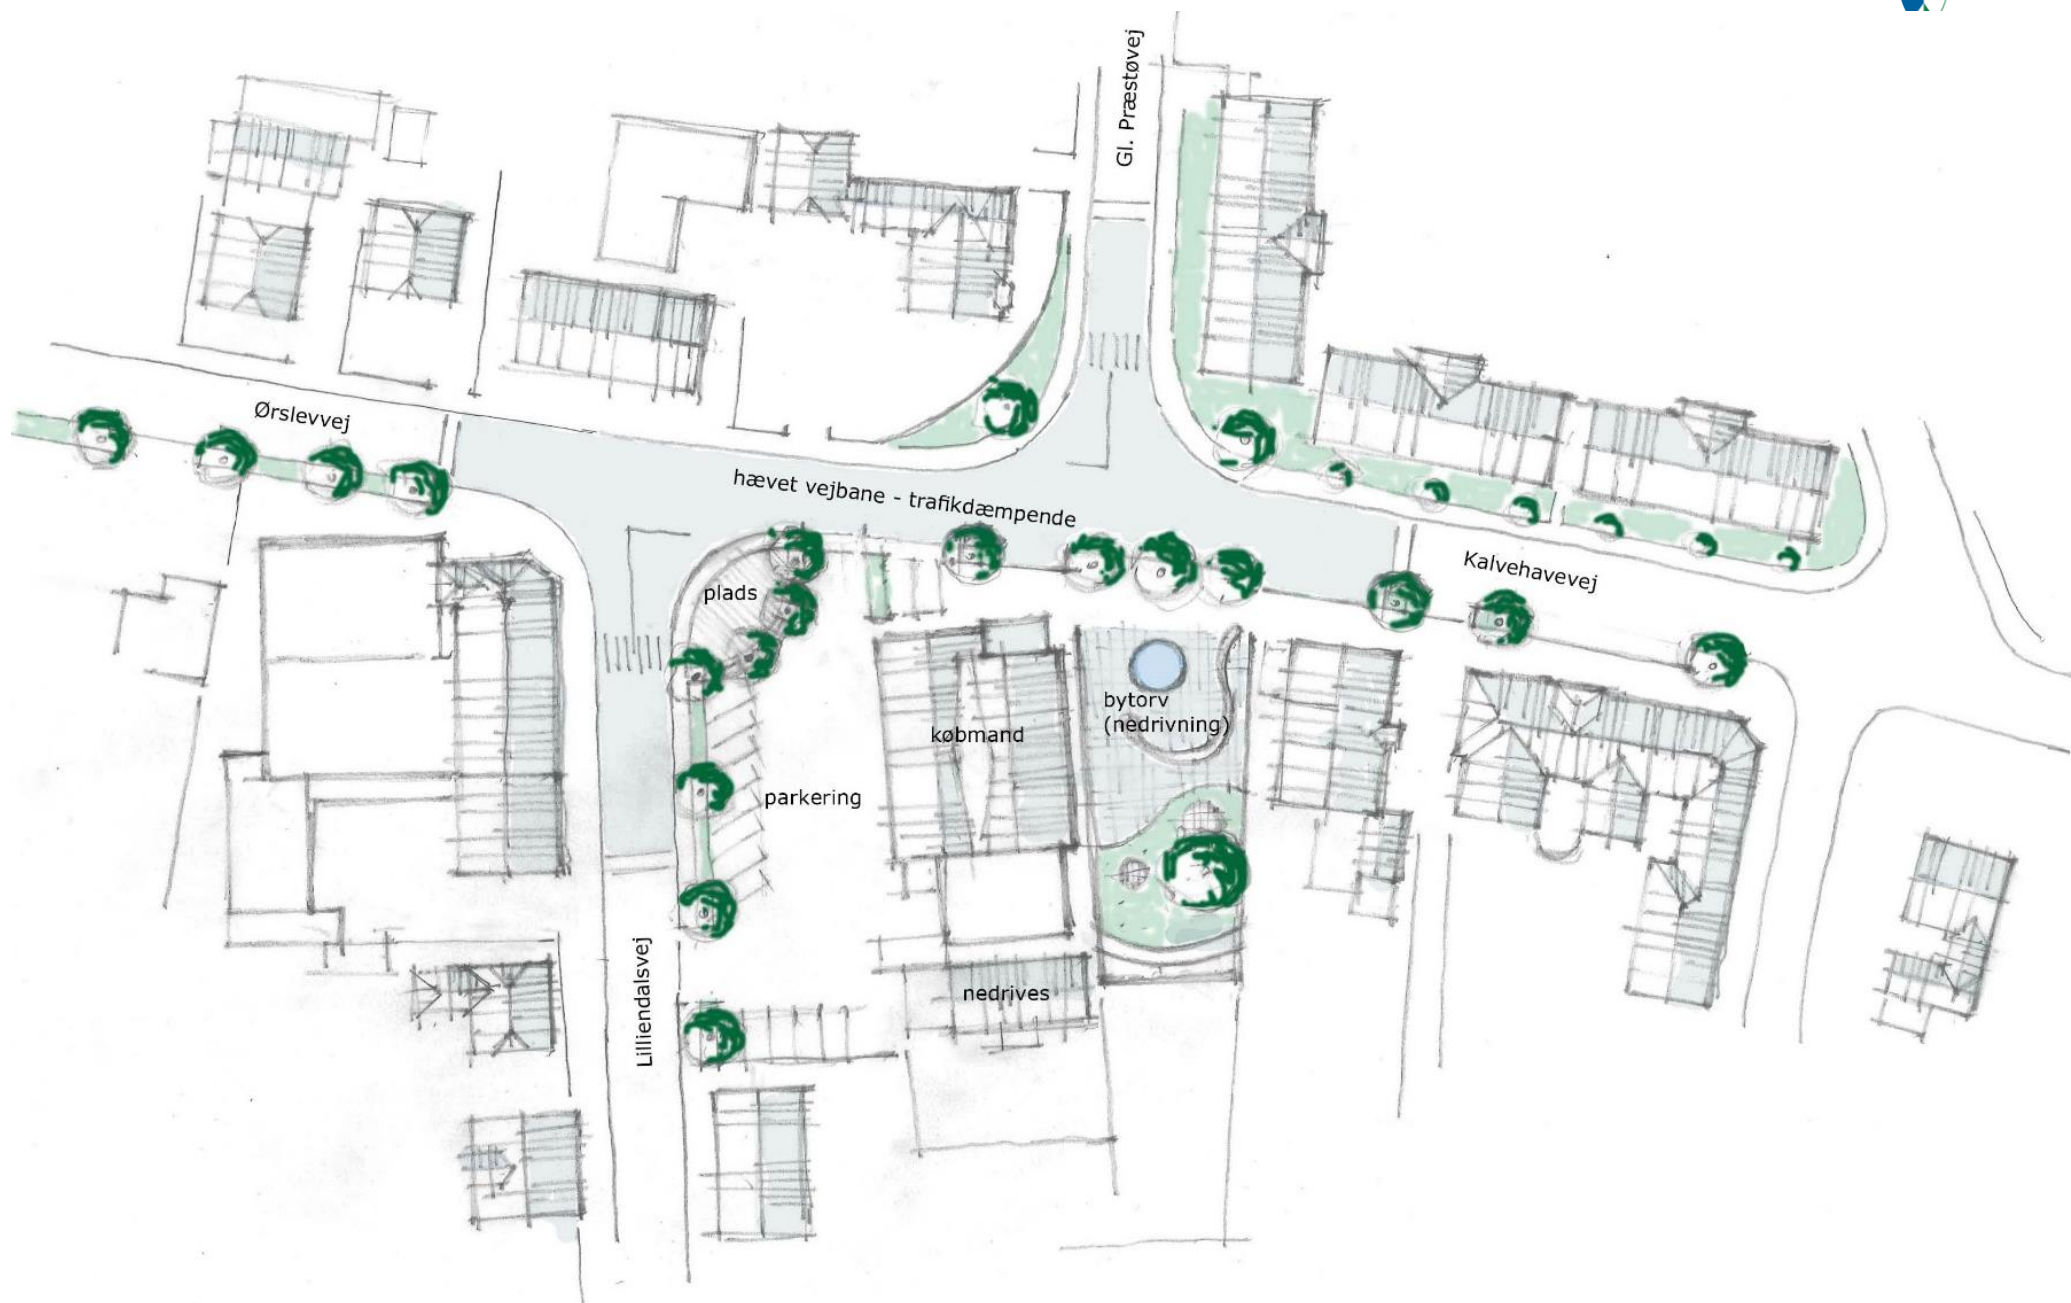 Gl. Præstøvej
Ørslevvej
hævet vejbane - trafikdæmpende
Kalvehavevej
plads
bytorv
(nedrivning)
købmand
parkering
Lilliendalsvej
nedrives